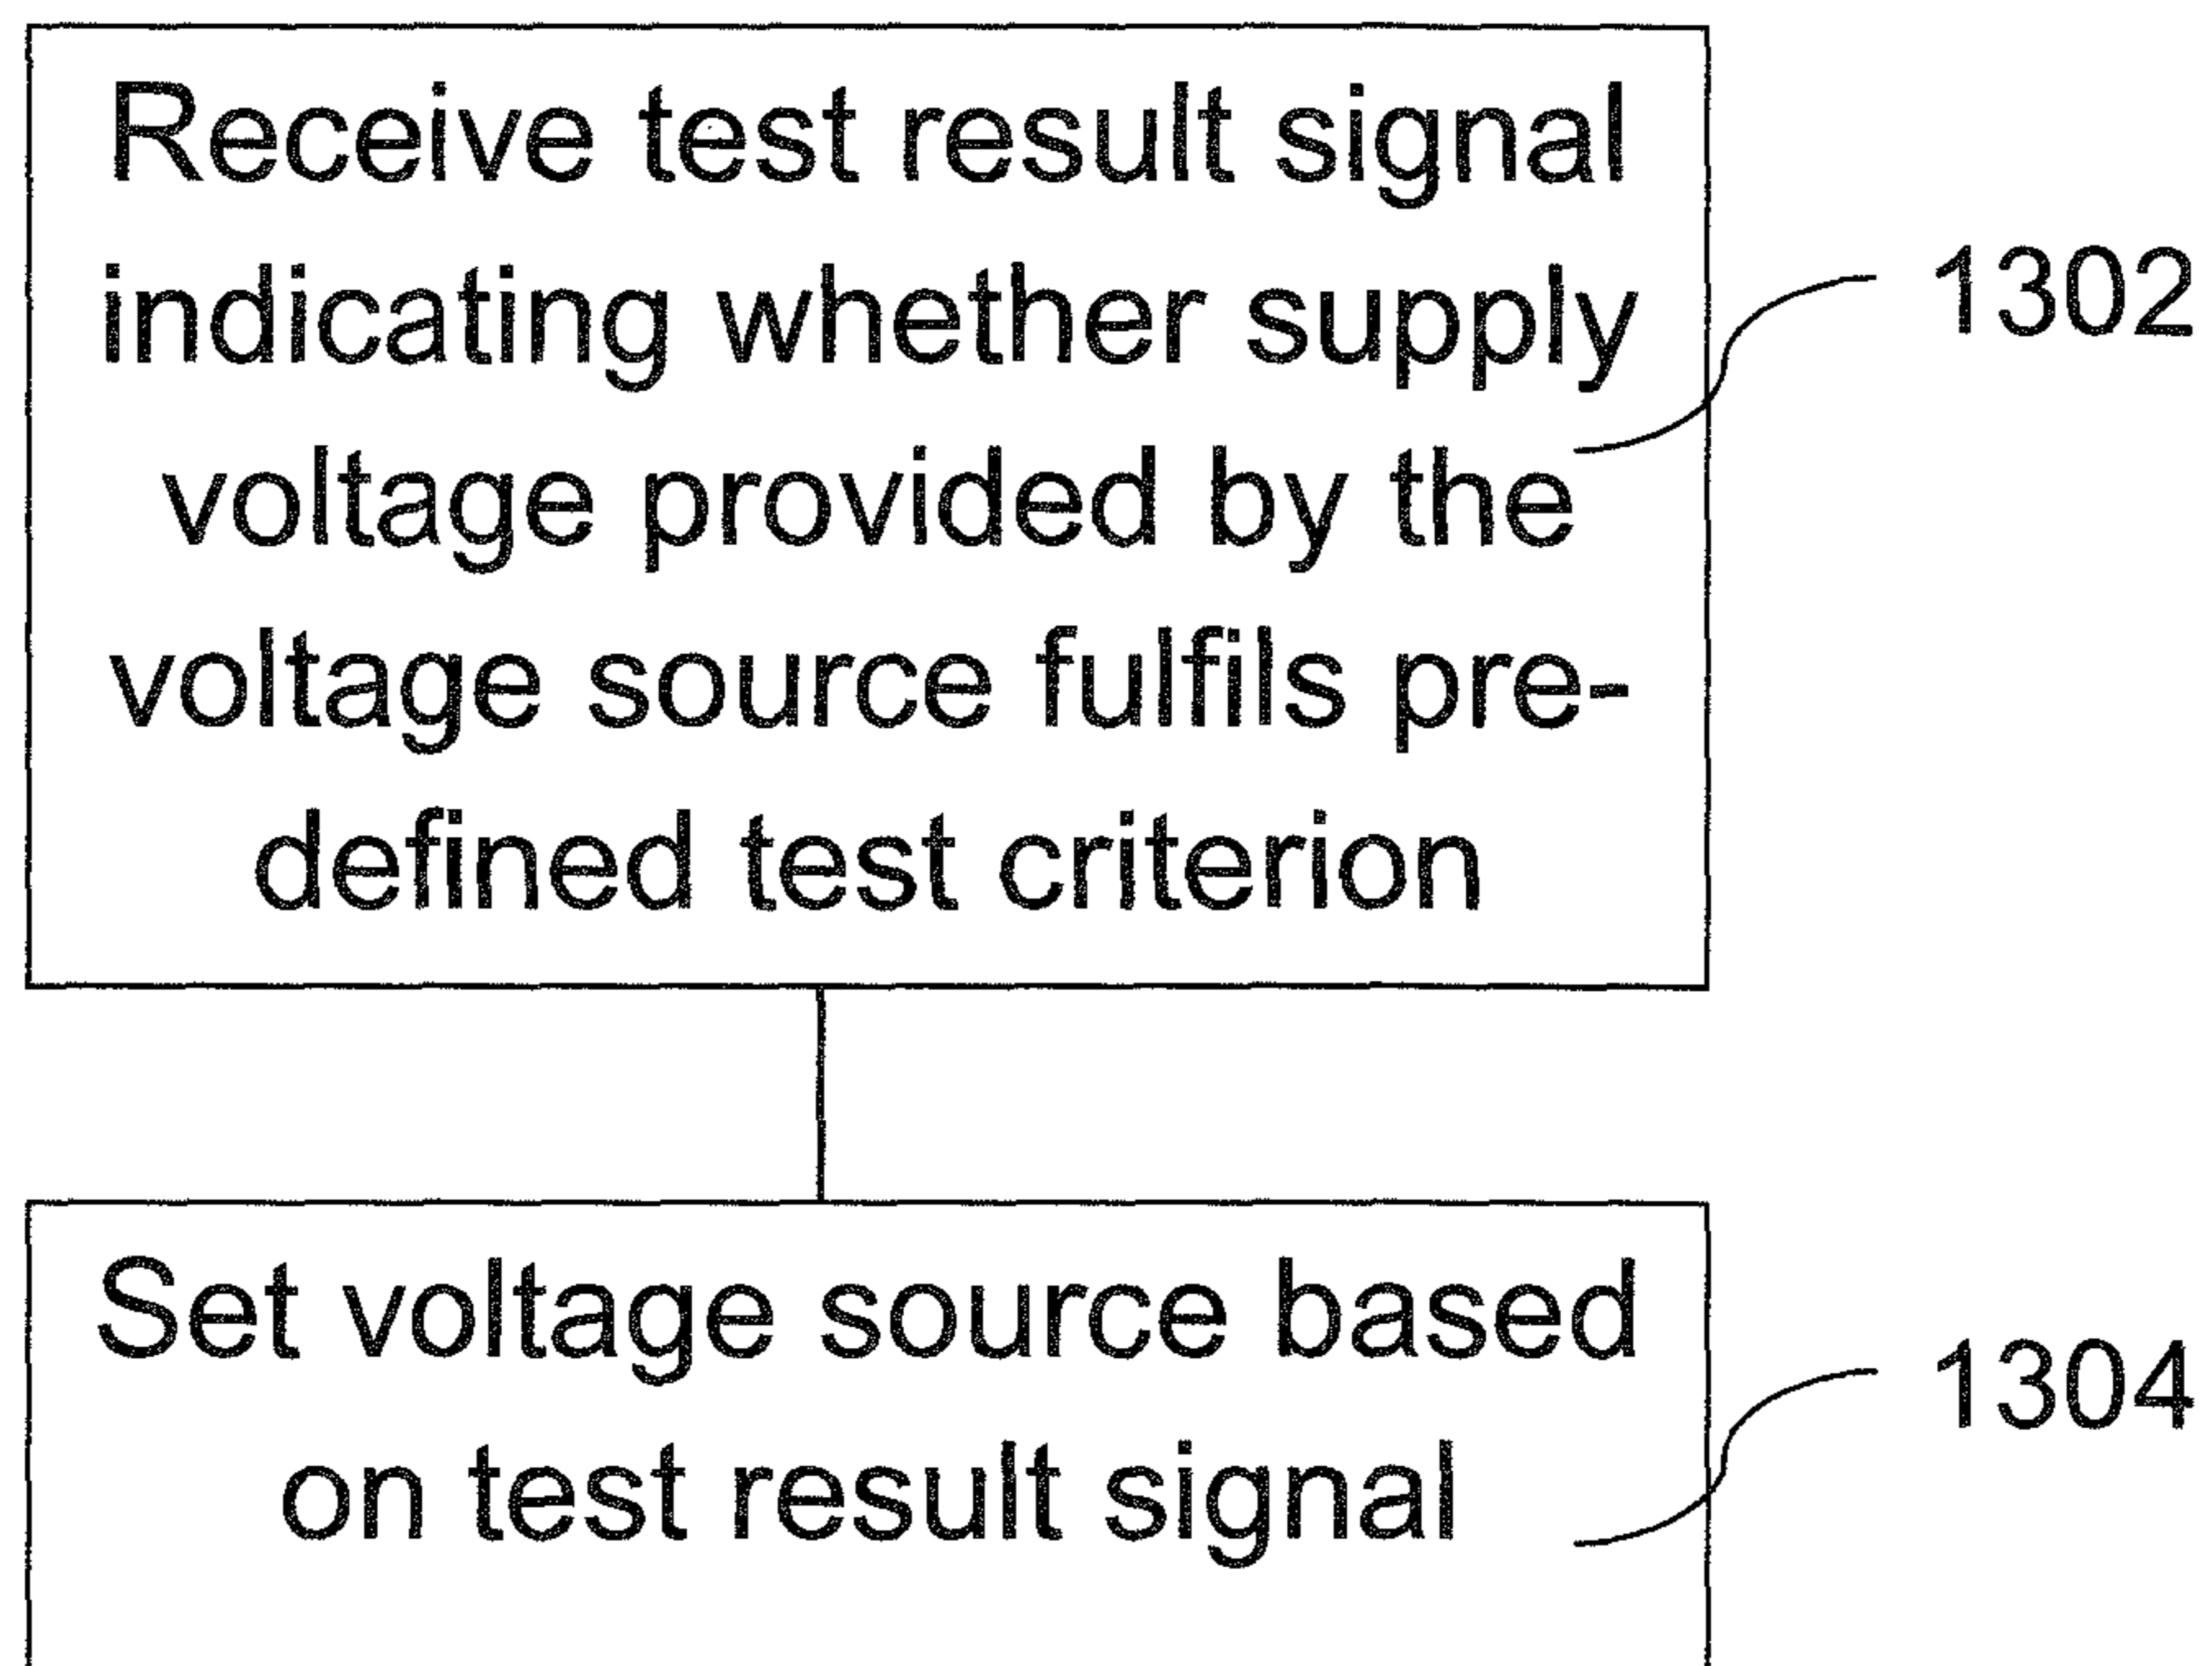 Receive test result signal
indicating whether supply
voltage provided by the
voltage source fulfils pre-
defined test criterion
1302
Set voltage source based
on test result signal
1304